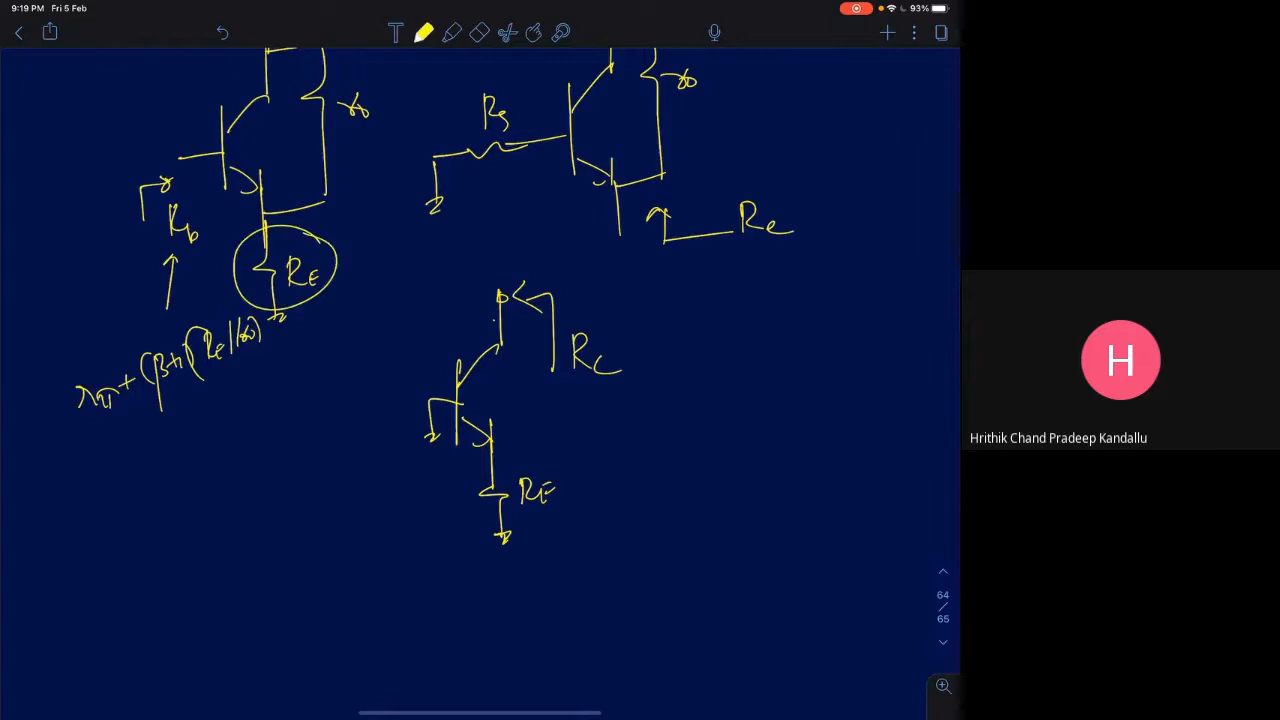 9:19 PM Fri 5 Feb
93%
T
ro
ro
Rs
Rb
RE
Re
rπ + (β+1)(RE||ro)
RC
RE
64
/
65
H
Hrithik Chand Pradeep Kandallu